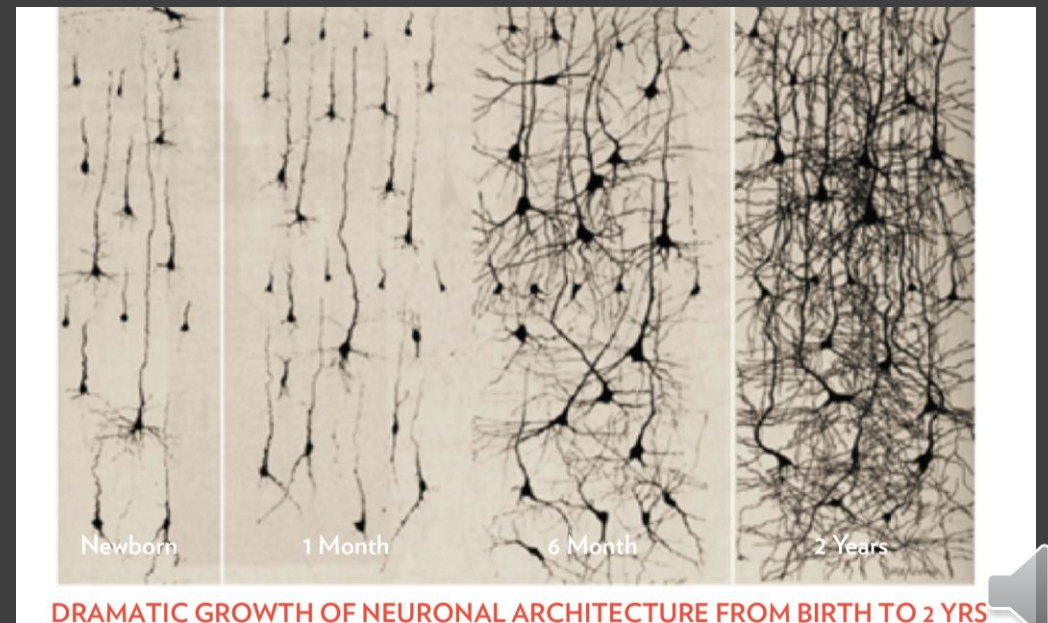 Newborn
1 Month
6 Month
2 Years
DRAMATIC GROWTH OF NEURONAL ARCHITECTURE FROM BIRTH TO 2 YRS